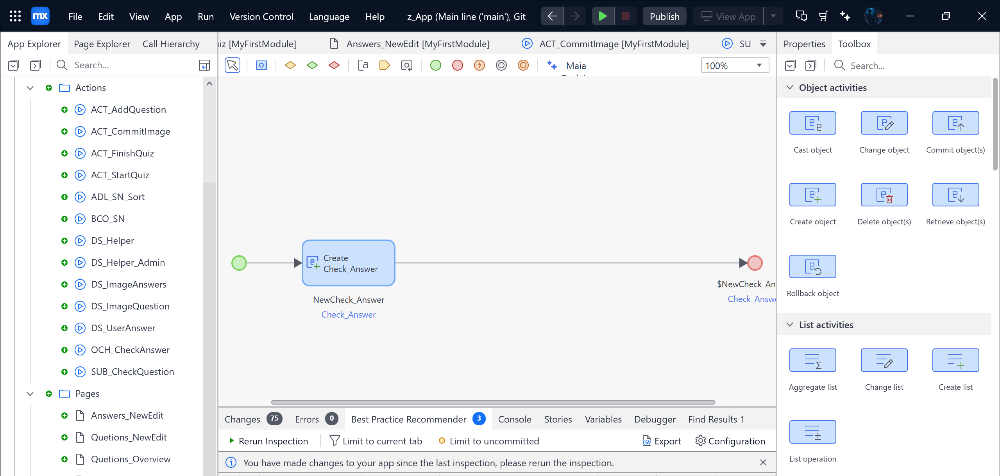 mx File Edit View App Run Version Control Language Help z_App (Main line ('main'), Git Publish View App
App Explorer Page Explorer Call Hierarchy
iz [MyFirstModule] Answers_NewEdit [MyFirstModule] ACT_CommitImage [MyFirstModule] SU
Properties Toolbox
Search...
Maia
100%
Search...
Actions
ACT_AddQuestion
ACT_CommitImage
ACT_FinishQuiz
ACT_StartQuiz
ADL_SN_Sort
BCO_SN
DS_Helper
DS_Helper_Admin
DS_ImageAnswers
DS_ImageQuestion
DS_UserAnswer
OCH_CheckAnswer
SUB_CheckQuestion
Pages
Answers_NewEdit
Quetions_NewEdit
Quetions_Overview
Create
Check_Answer
NewCheck_Answer
Check_Answer
$NewCheck_An
Check_Answ
Changes 75 Errors 0 Best Practice Recommender 3 Console Stories Variables Debugger Find Results 1
Rerun Inspection Limit to current tab Limit to uncommitted CSV Export Configuration
You have made changes to your app since the last inspection, please rerun the inspection.
Object activities
Cast object Change object Commit object(s)
Create object Delete object(s) Retrieve object(s)
Rollback object
List activities
Aggregate list Change list Create list
List operation